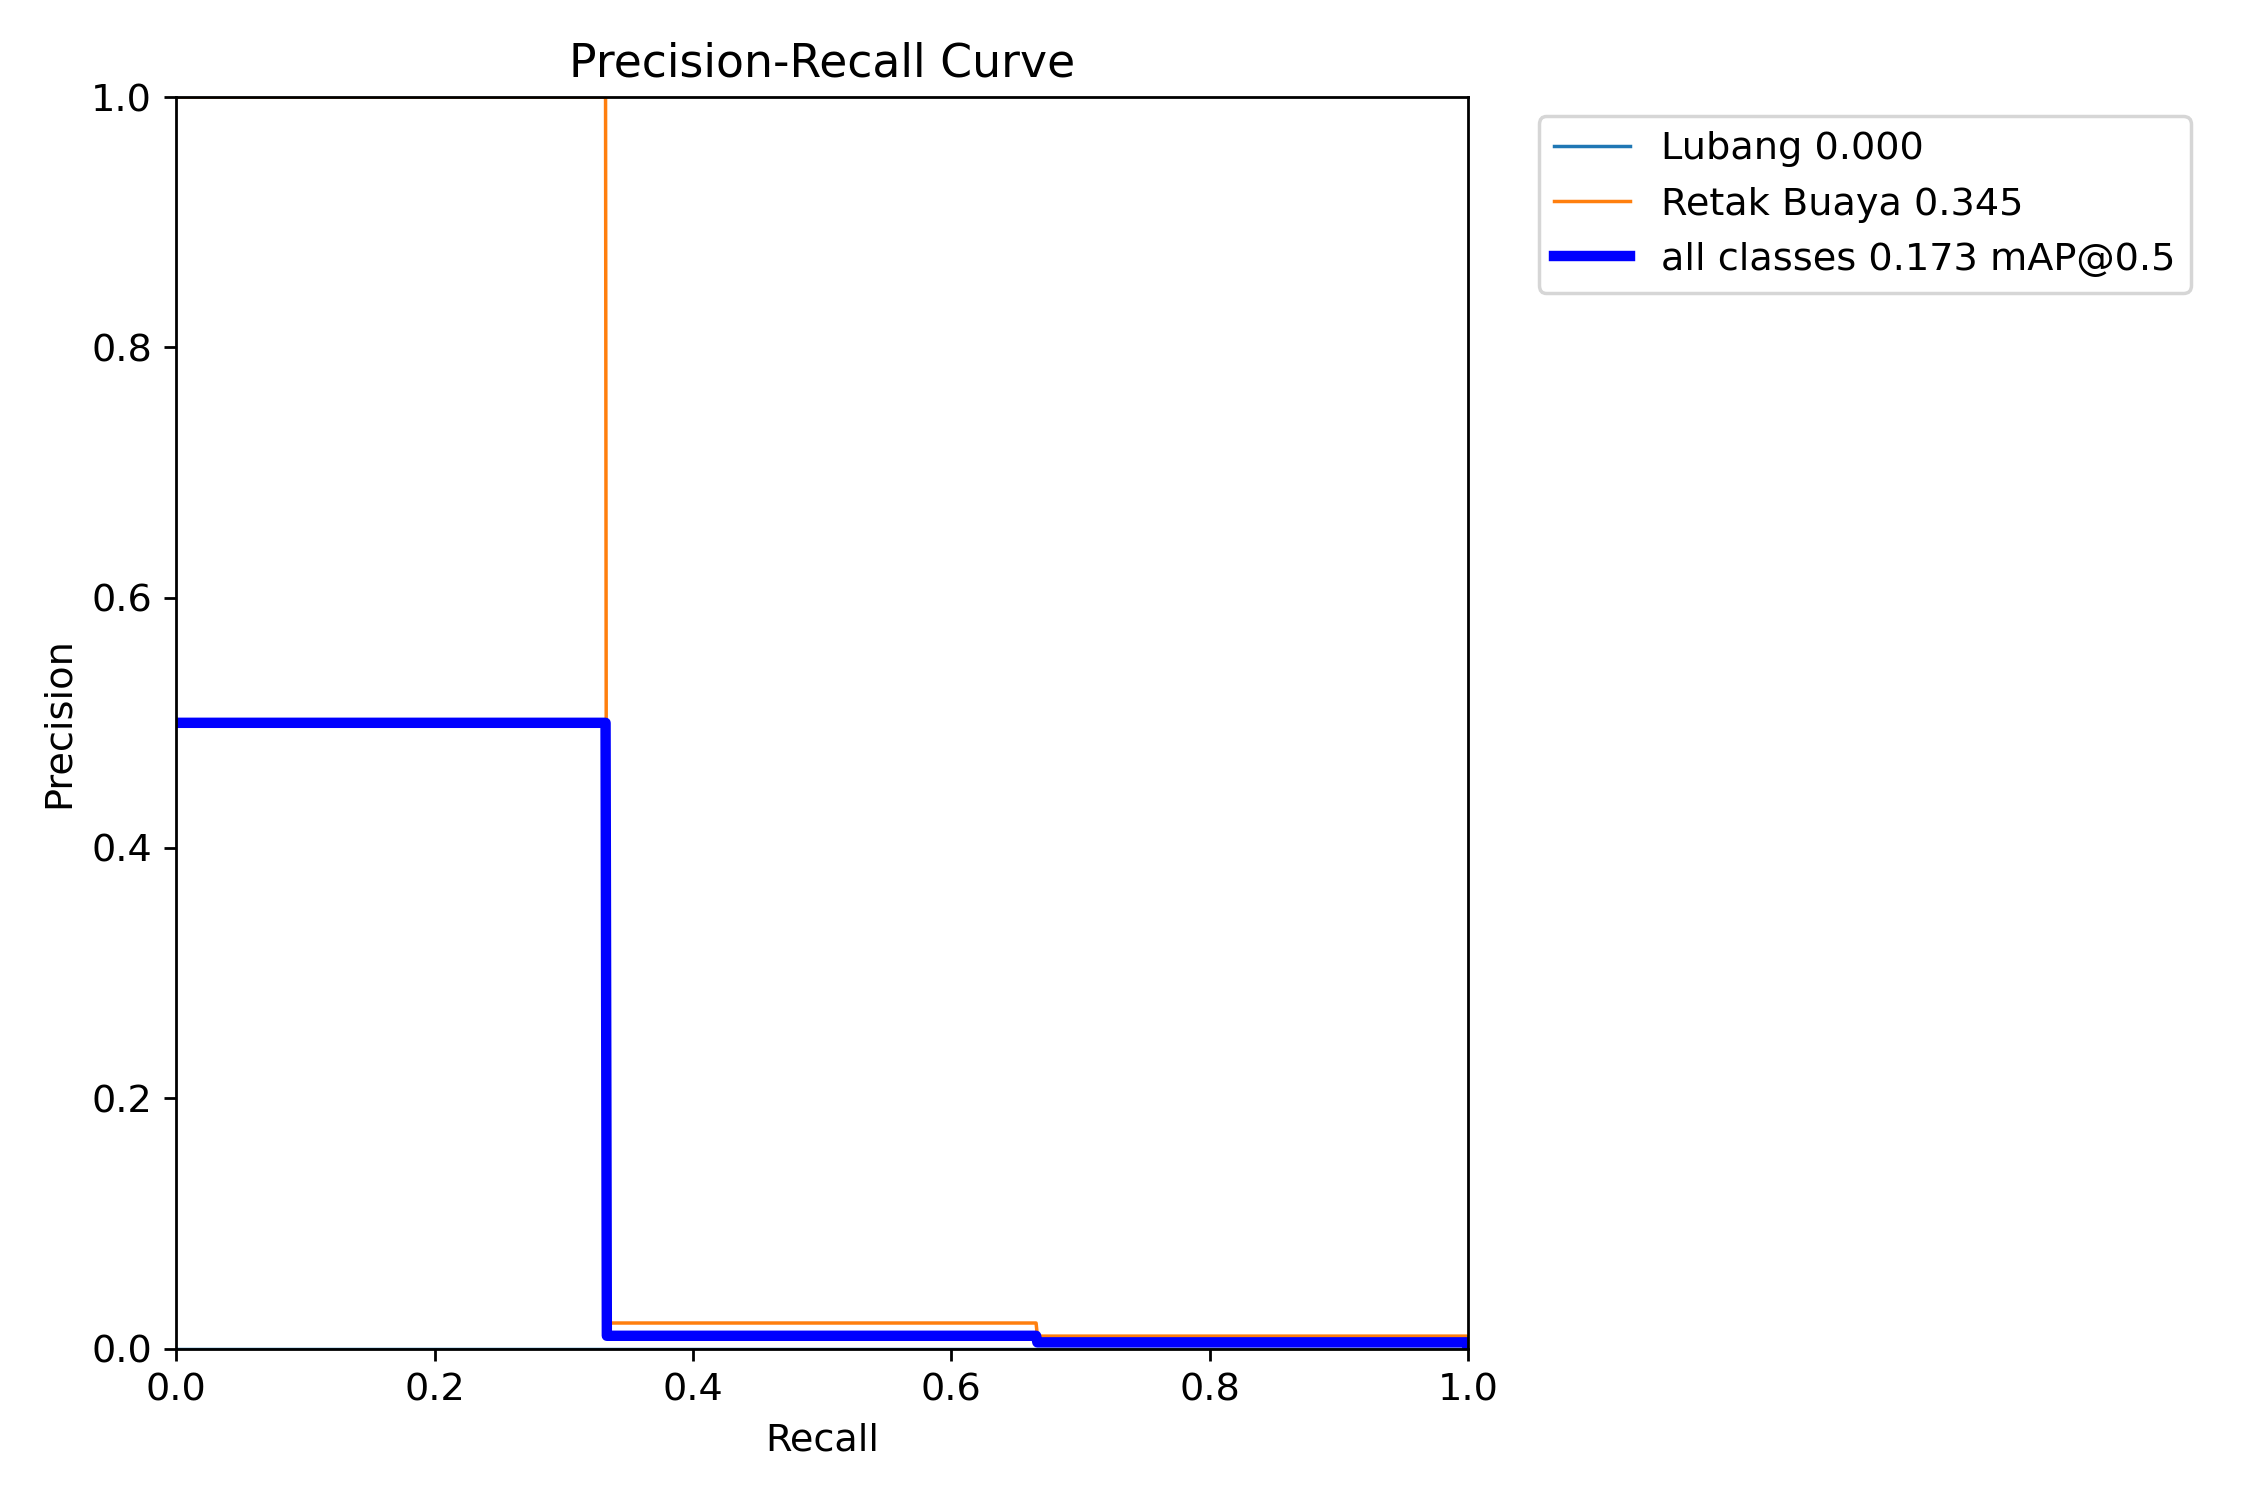 Precision-Recall Curve
1.0
0.8
0.6
0.4
0.2
0.0
Precision
0.0 0.2 0.4 0.6 0.8 1.0
Recall
Lubang 0.000
Retak Buaya 0.345
all classes 0.173 mAP@0.5